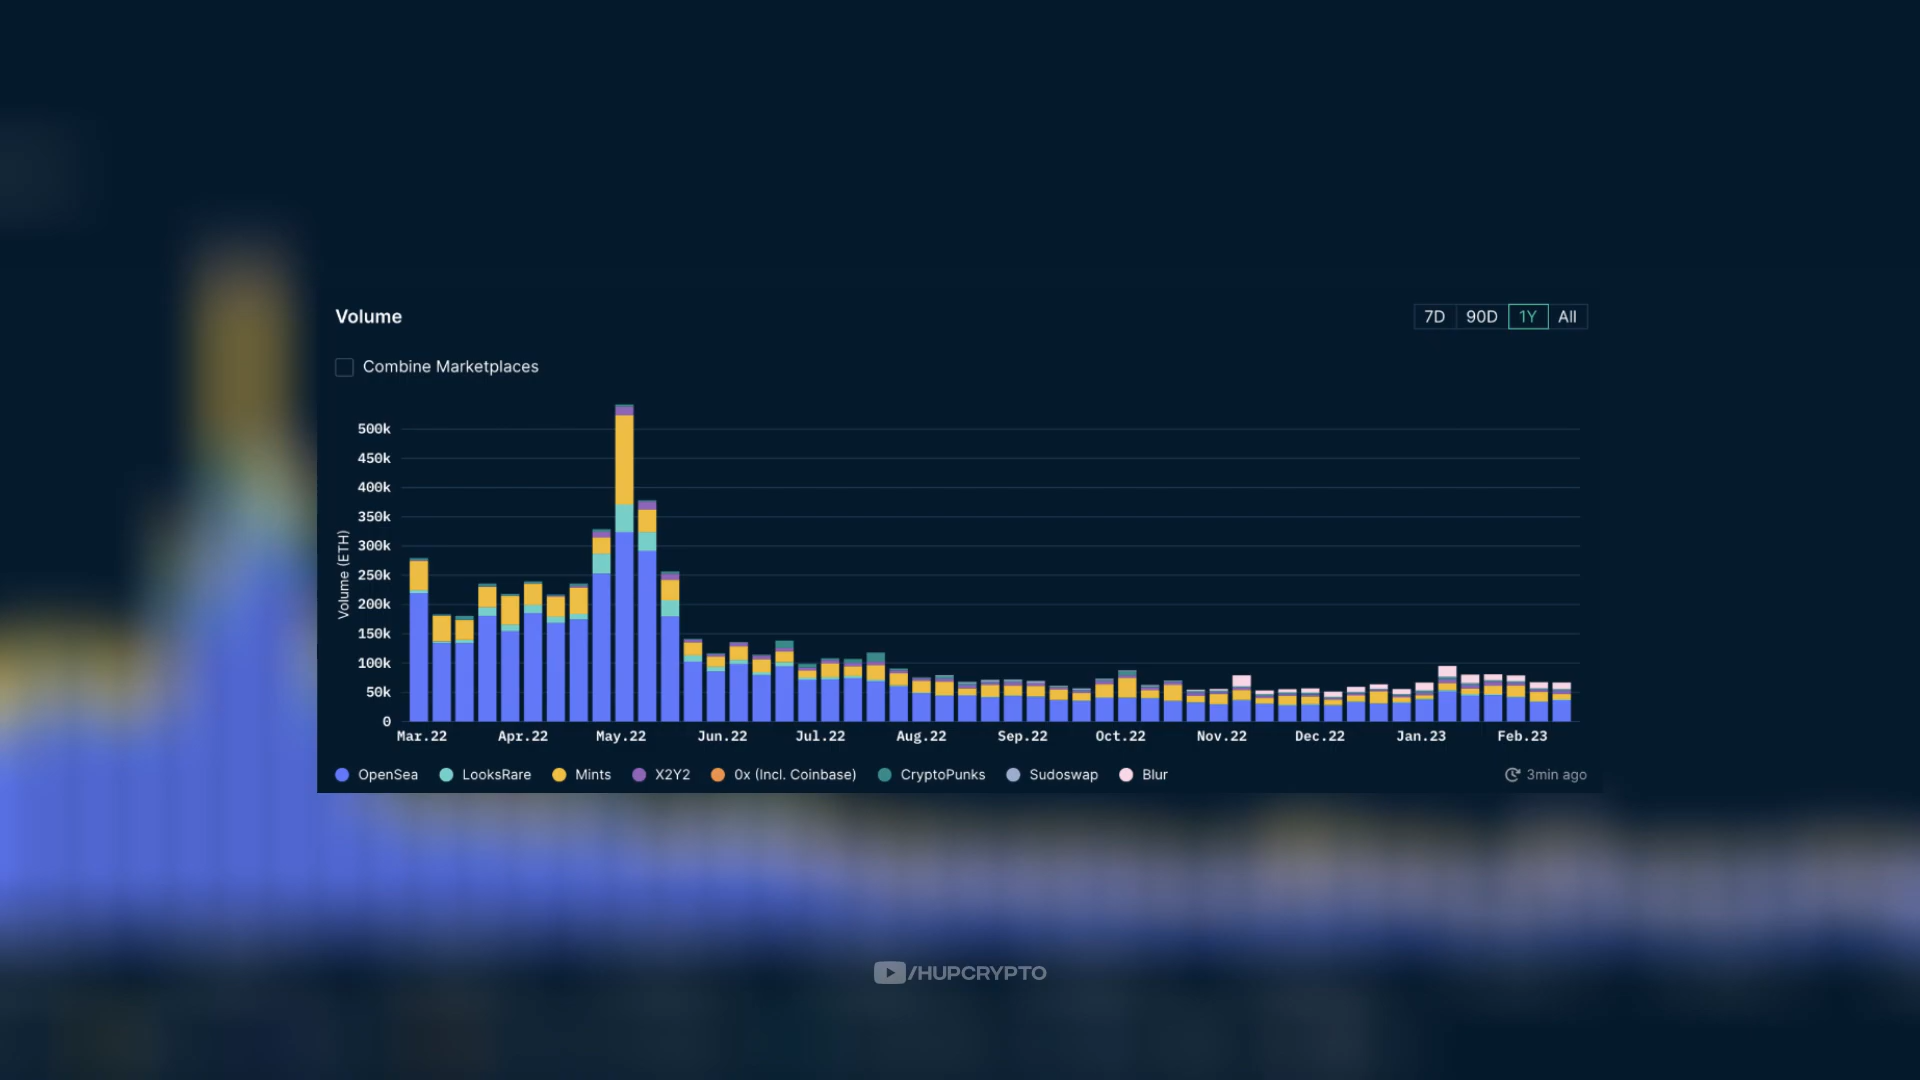 Volume
7D 90D 1Y All
Combine Marketplaces
Volume (ETH)
500k
450k
400k
350k
300k
250k
200k
150k
100k
50k
0
Mar.22 Apr.22 May.22 Jun.22 Jul.22 Aug.22 Sep.22 Oct.22 Nov.22 Dec.22 Jan.23 Feb.23
OpenSea LooksRare Mints X2Y2 0x (Incl. Coinbase) CryptoPunks Sudoswap Blur 3min ago
/HUPCRYPTO